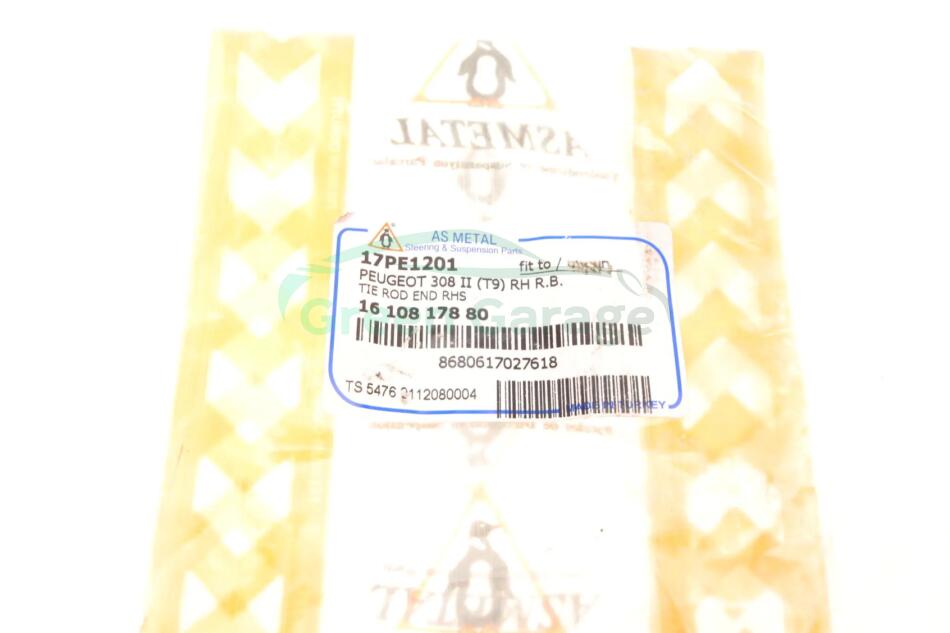 ASMETAL
AS METAL
Steering & Suspension Parts
17PE1201 fit to /
PEUGEOT 308 II (T9) RH R.B.
TIE ROD END RHS
16 108 178 80
Green Garage
8680617027618
TS 5476 0112080004
MADE IN TURKEY